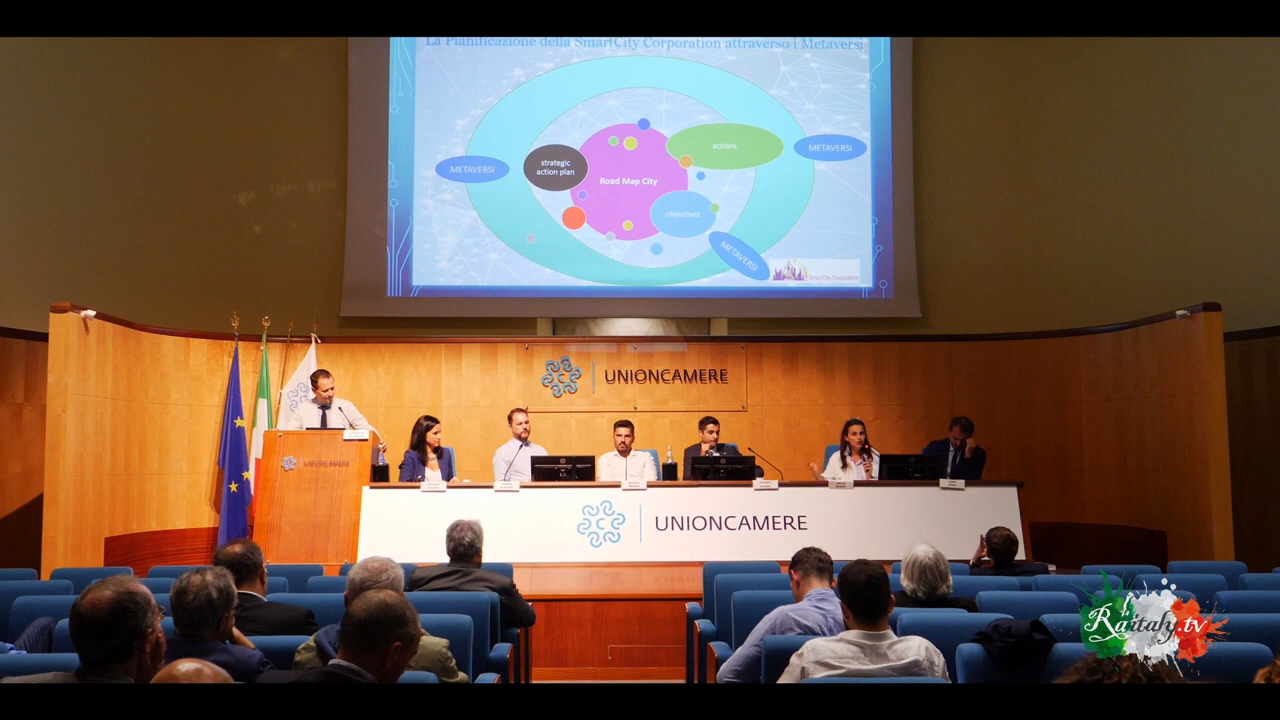 La Pianificazione della SmartCity Corporation attraverso i Metaversi
METAVERSI
strategic
action plan
Road Map City
actions
METAVERSI
objectives
METAVERSI
SmartCity Corporation
UNIONCAMERE
UNIONCAMERE
UNIONCAMERE
Raitaly.tv